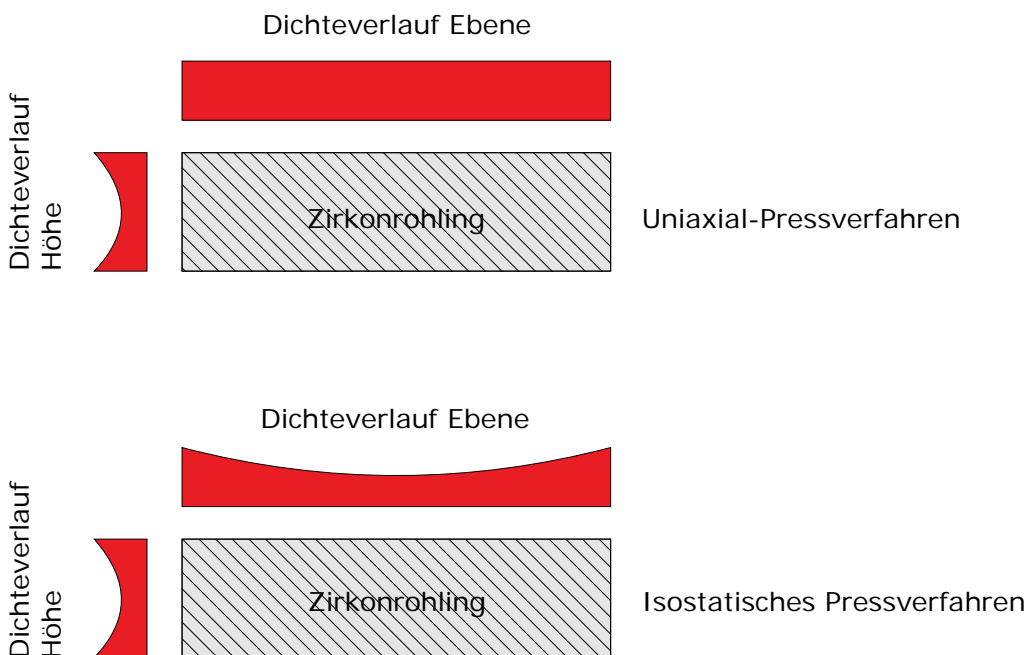 Dichteverlauf Ebene
Dichteverlauf
Höhe
Zirkonrohling
Uniaxial-Pressverfahren
Dichteverlauf Ebene
Dichteverlauf
Höhe
Zirkonrohling
Isostatisches Pressverfahren